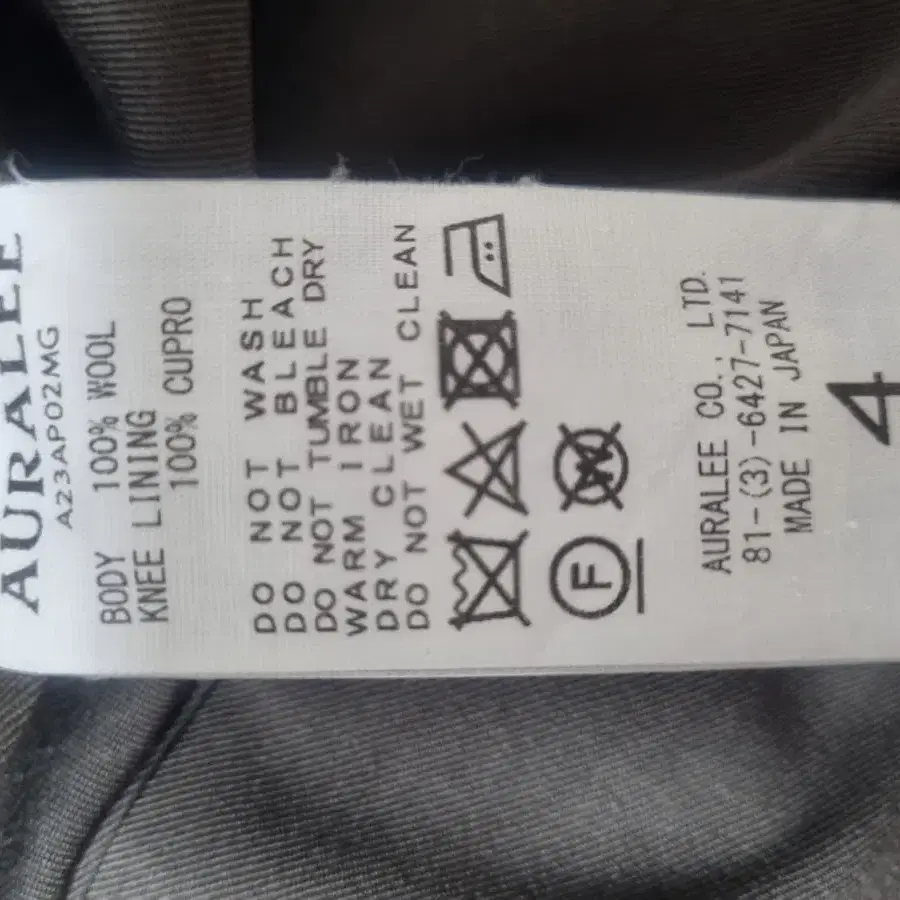 AURALEE
A23AP02MG
BODY 100% WOOL
KNEE LINING
100% CUPRO
DO NOT WASH
DO NOT BLEACH
DO NOT TUMBLE DRY
WARM IRON
DRY CLEAN
DO NOT WET CLEAN
F W
AURALEE CO., LTD.
81-(3)-6427-7141
MADE IN JAPAN
4